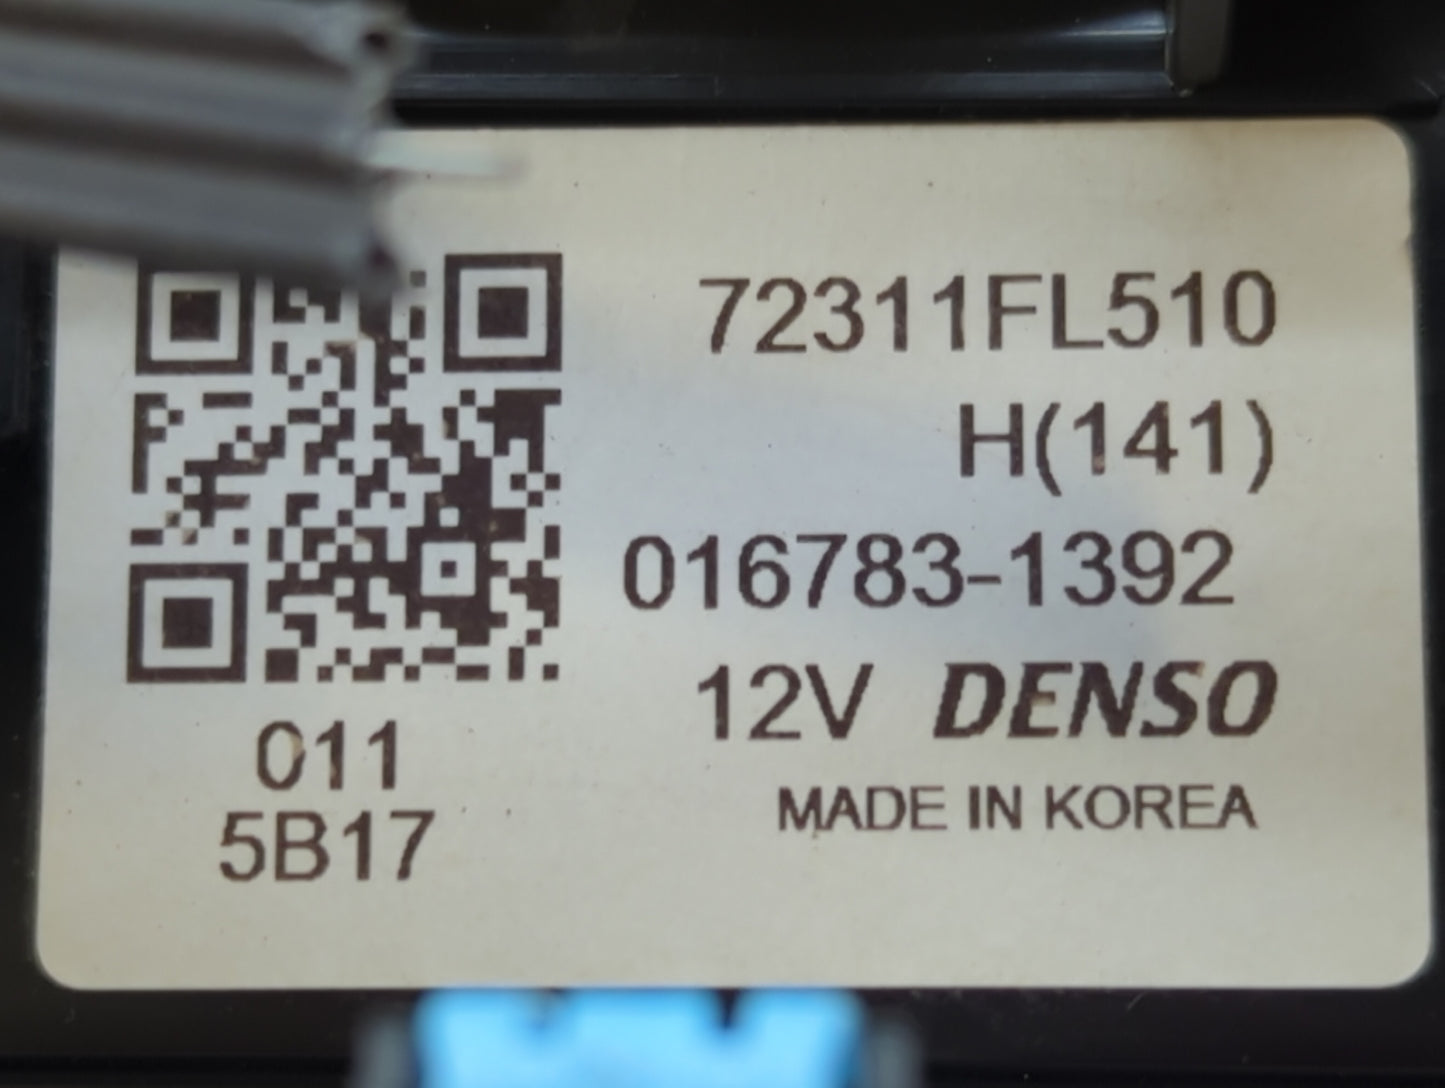 72311FL510
H(141)
016783-1392
12V DENSO
MADE IN KOREA
011
5B17